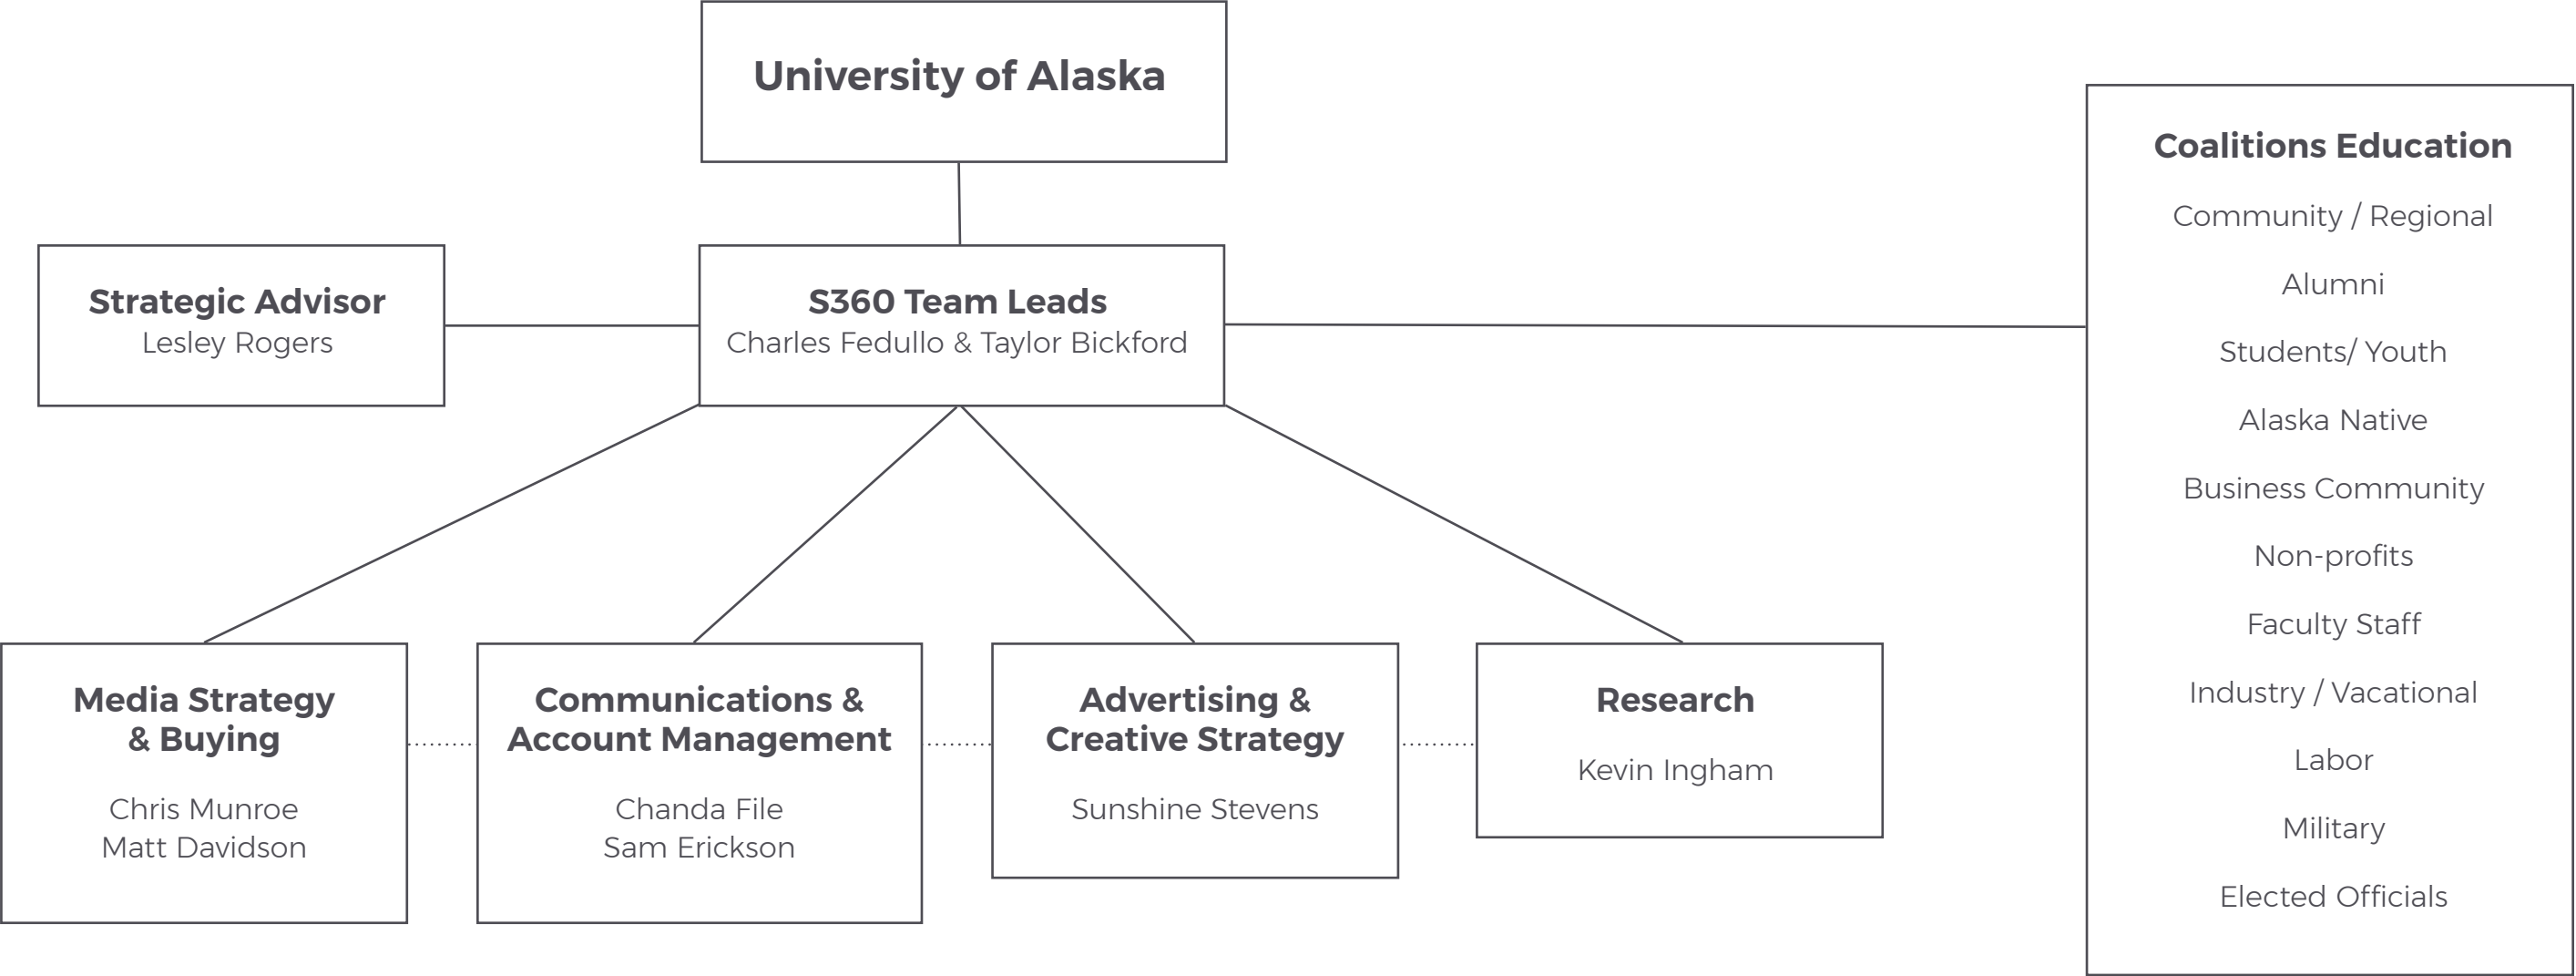 University of Alaska
Strategic Advisor
Lesley Rogers
S360 Team Leads
Charles Fedullo & Taylor Bickford
Media Strategy
& Buying
Chris Munroe
Matt Davidson
Communications &
Account Management
Chanda File
Sam Erickson
Advertising &
Creative Strategy
Sunshine Stevens
Research
Kevin Ingham
Coalitions Education
Community / Regional
Alumni
Students/ Youth
Alaska Native
Business Community
Non-profits
Faculty Staff
Industry / Vacational
Labor
Military
Elected Officials